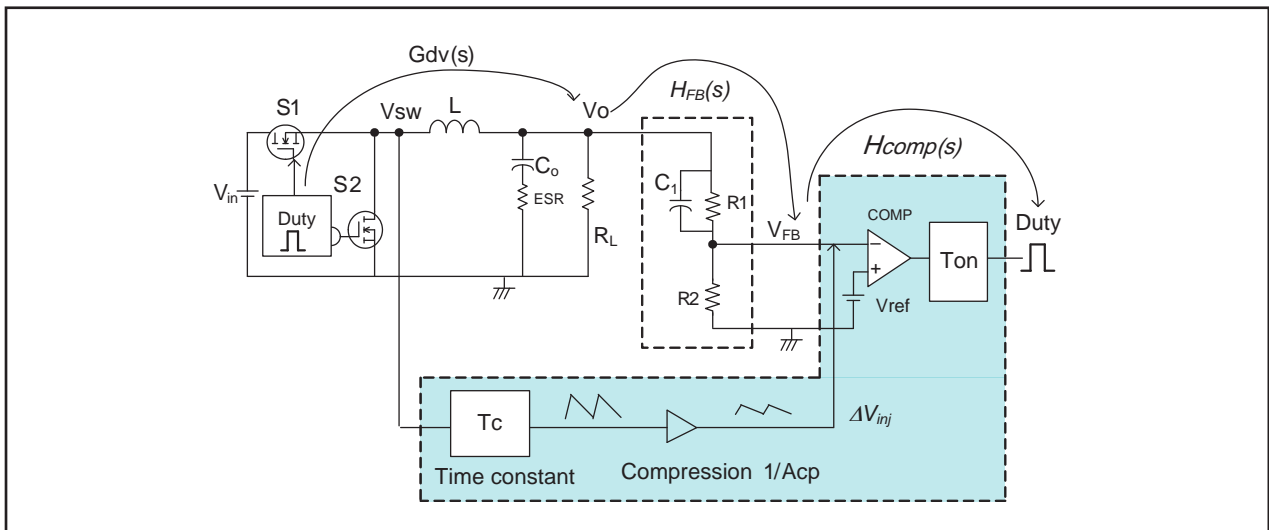 Gdv(s)
S1
Vsw
L
Vo
HFB(s)
Hcomp(s)
Vin
S2
Duty
Co
ESR
RL
C1
R1
VFB
COMP
Duty
− 
+
Ton
R2
Vref
Tc
ΔVinj
Time constant
Compression 1/Acp